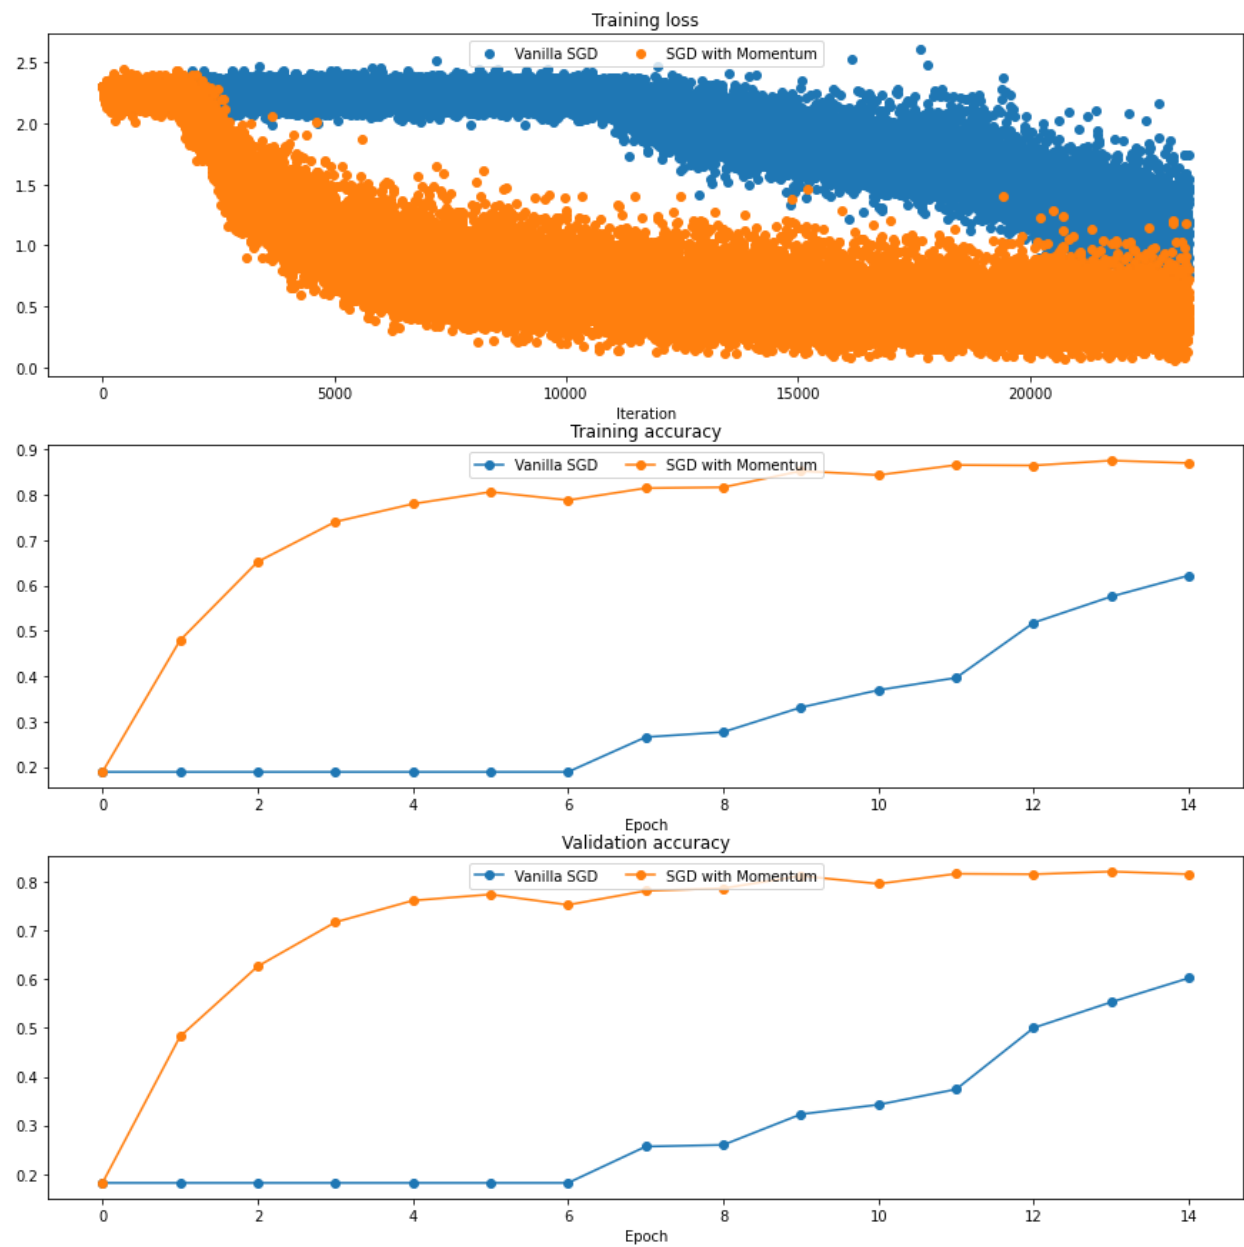 Training loss
Vanilla SGD SGD with Momentum
2.5
2.0
1.5
1.0
0.5
0.0
0 5000 10000 15000 20000
Iteration
Training accuracy
Vanilla SGD SGD with Momentum
0.9
0.8
0.7
0.6
0.5
0.4
0.3
0.2
0 2 4 6 8 10 12 14
Epoch
Validation accuracy
Vanilla SGD SGD with Momentum
0.8
0.7
0.6
0.5
0.4
0.3
0.2
0 2 4 6 8 10 12 14
Epoch